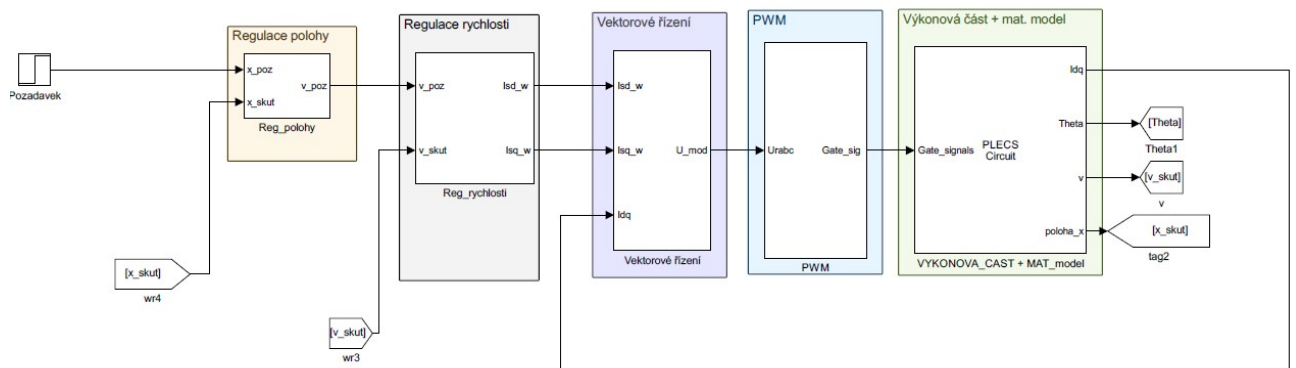 Regulace polohy
x_poz
x_skut
v_poz
Reg_polohy
Pozadavek
[x_skut]
wr4
Regulace rychlosti
v_poz
v_skut
Isd_w
Isq_w
Reg_rychlosti
[v_skut]
wr3
Vektorové řízení
Isd_w
Isq_w
Idq
U_mod
Vektorové řízení
PWM
Urabc
Gate_sig
PWM
Výkonová část + mat. model
Gate_signals
PLECS
Circuit
Idq
Theta
v
poloha_x
VYKONOVA_CAST + MAT_model
[Theta]
Theta1
[v_skut]
v
[x_skut]
tag2